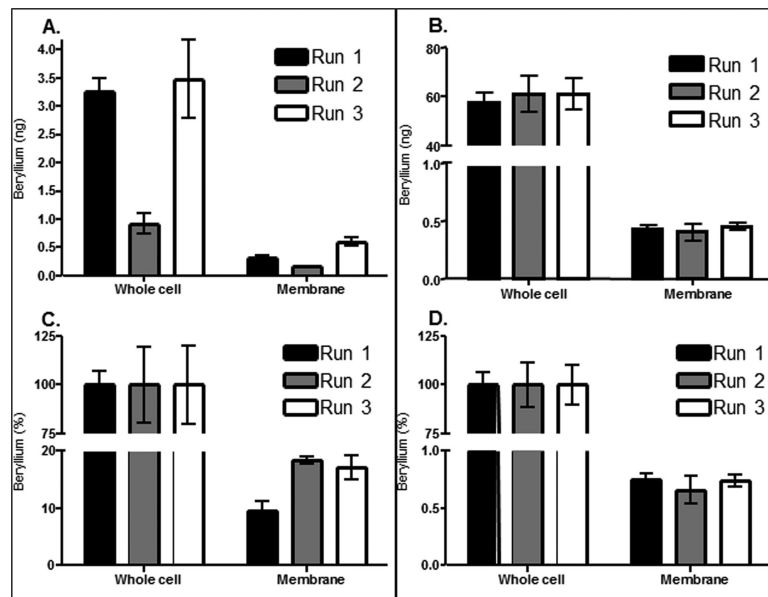 A.
Beryllium (ng)
4.0
3.5
3.0
2.5
2.0
1.5
1.0
0.5
0.0
Run 1
Run 2
Run 3
Whole cell
Membrane
B.
Beryllium (ng)
80
60
40
1.0
0.5
0.0
Run 1
Run 2
Run 3
Whole cell
Membrane
C.
Beryllium (%)
125
100
75
20
10
0
Run 1
Run 2
Run 3
Whole cell
Membrane
D.
Beryllium (%)
125
100
75
1.0
0.5
0.0
Run 1
Run 2
Run 3
Whole cell
Membrane